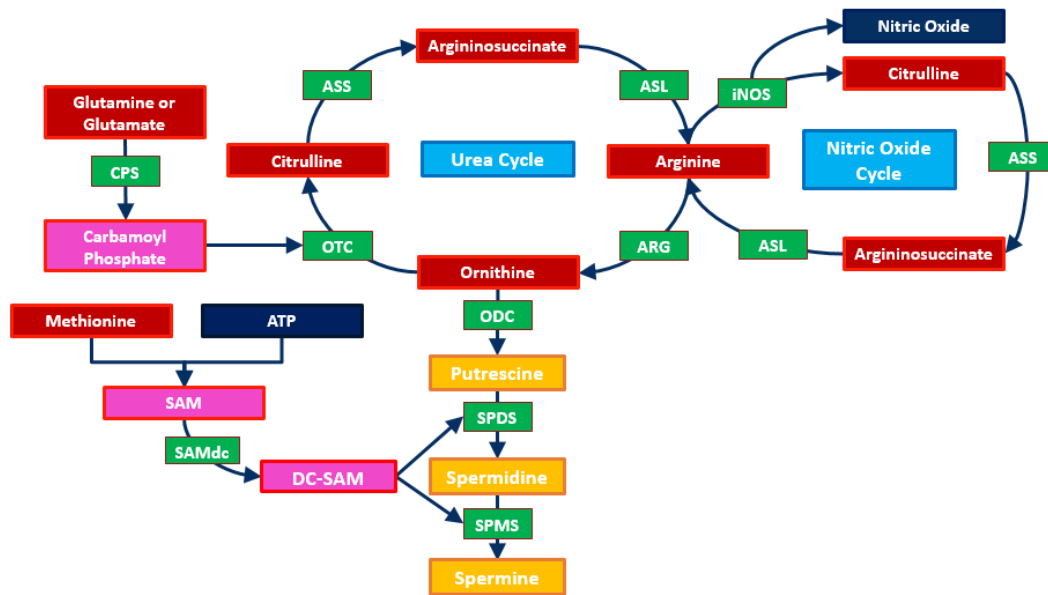 Nitric Oxide
Argininosuccinate
ASS
ASL
iNOS
Citrulline
Glutamine or
Glutamate
CPS
Citrulline
Urea Cycle
Arginine
Nitric Oxide
Cycle
ASS
Carbamoyl
Phosphate
OTC
ARG
ASL
Argininosuccinate
Ornithine
Methionine
ATP
ODC
Putrescine
SAM
SPDS
SAMdc
DC-SAM
Spermidine
SPMS
Spermine